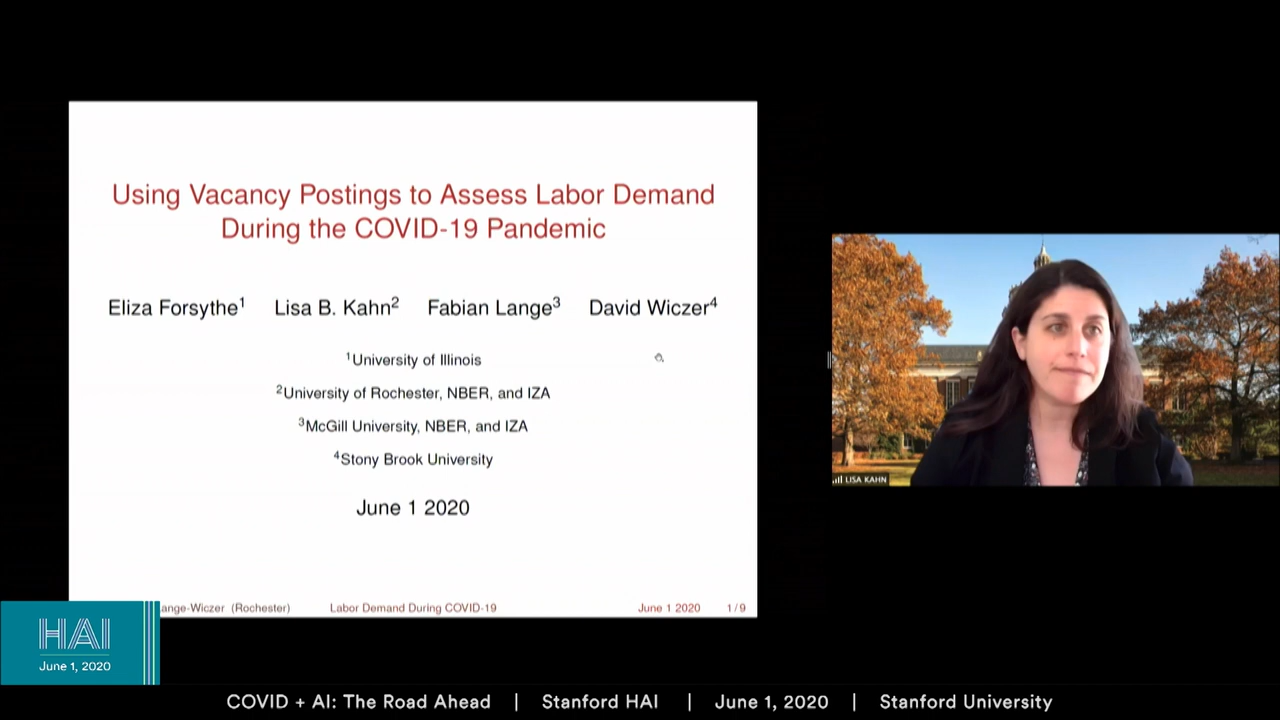 Using Vacancy Postings to Assess Labor Demand
During the COVID-19 Pandemic
Eliza Forsythe1 Lisa B. Kahn2 Fabian Lange3 David Wiczer4
1University of Illinois
2University of Rochester, NBER, and IZA
3McGill University, NBER, and IZA
4Stony Brook University
June 1 2020
ange-Wiczer (Rochester) Labor Demand During COVID-19 June 1 2020 1 / 9
LISA KAHN
HAI
June 1, 2020
COVID + AI: The Road Ahead | Stanford HAI | June 1, 2020 | Stanford University